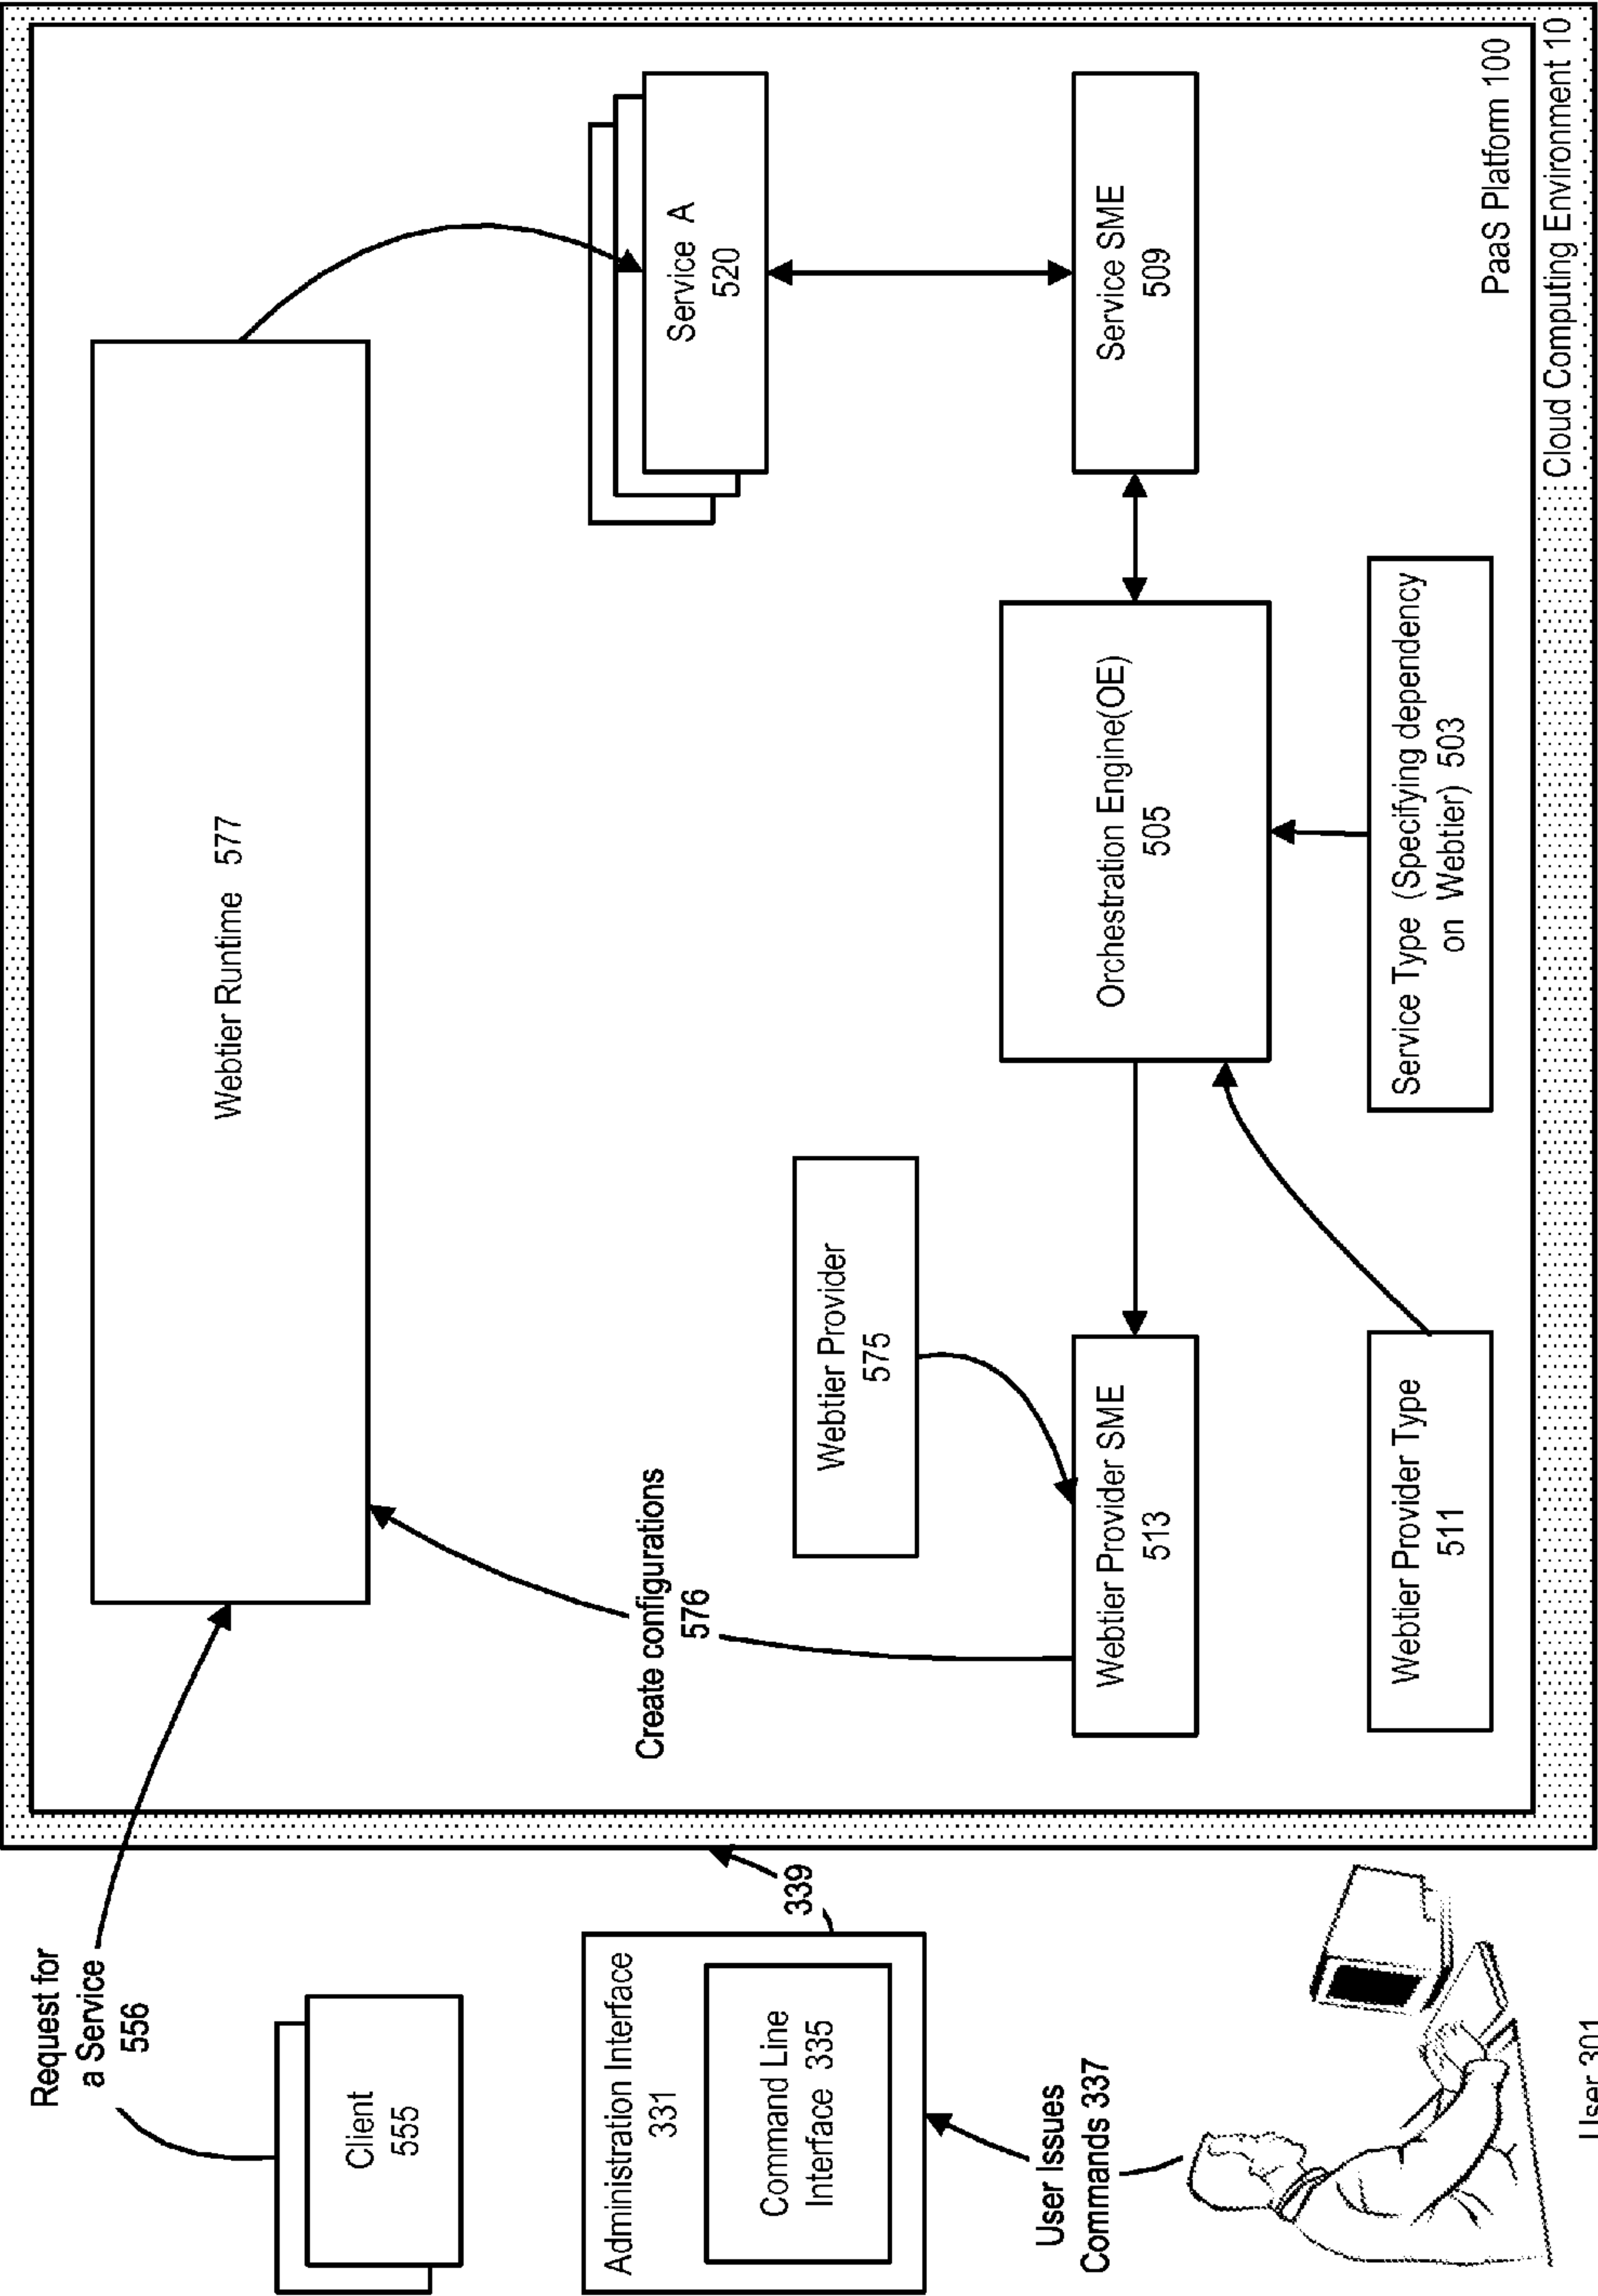 Request for
a Service
556
Client
555
Administration Interface
331
Command Line
Interface 335
339
User Issues
Commands 337
User 301
Webtier Runtime 577
Create configurations
576
Webtier Provider
575
Webtier Provider SME
513
Webtier Provider Type
511
Orchestration Engine(OE)
505
Service Type (Specifying dependency
on Webtier) 503
Service A
520
Service SME
509
PaaS Platform 100
Cloud Computing Environment 10